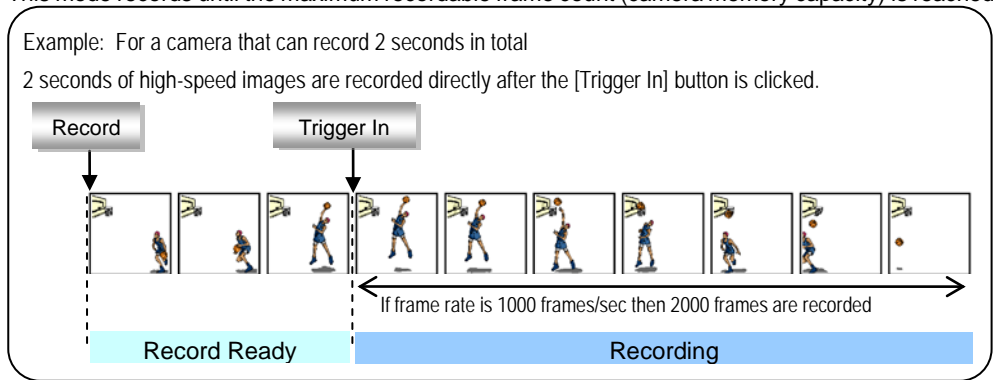 This mode records until the maximum recordable frame count (camera memory capacity) is reached
Example: For a camera that can record 2 seconds in total
2 seconds of high-speed images are recorded directly after the [Trigger In] button is clicked.
Record
Trigger In
If frame rate is 1000 frames/sec then 2000 frames are recorded
Record Ready
Recording